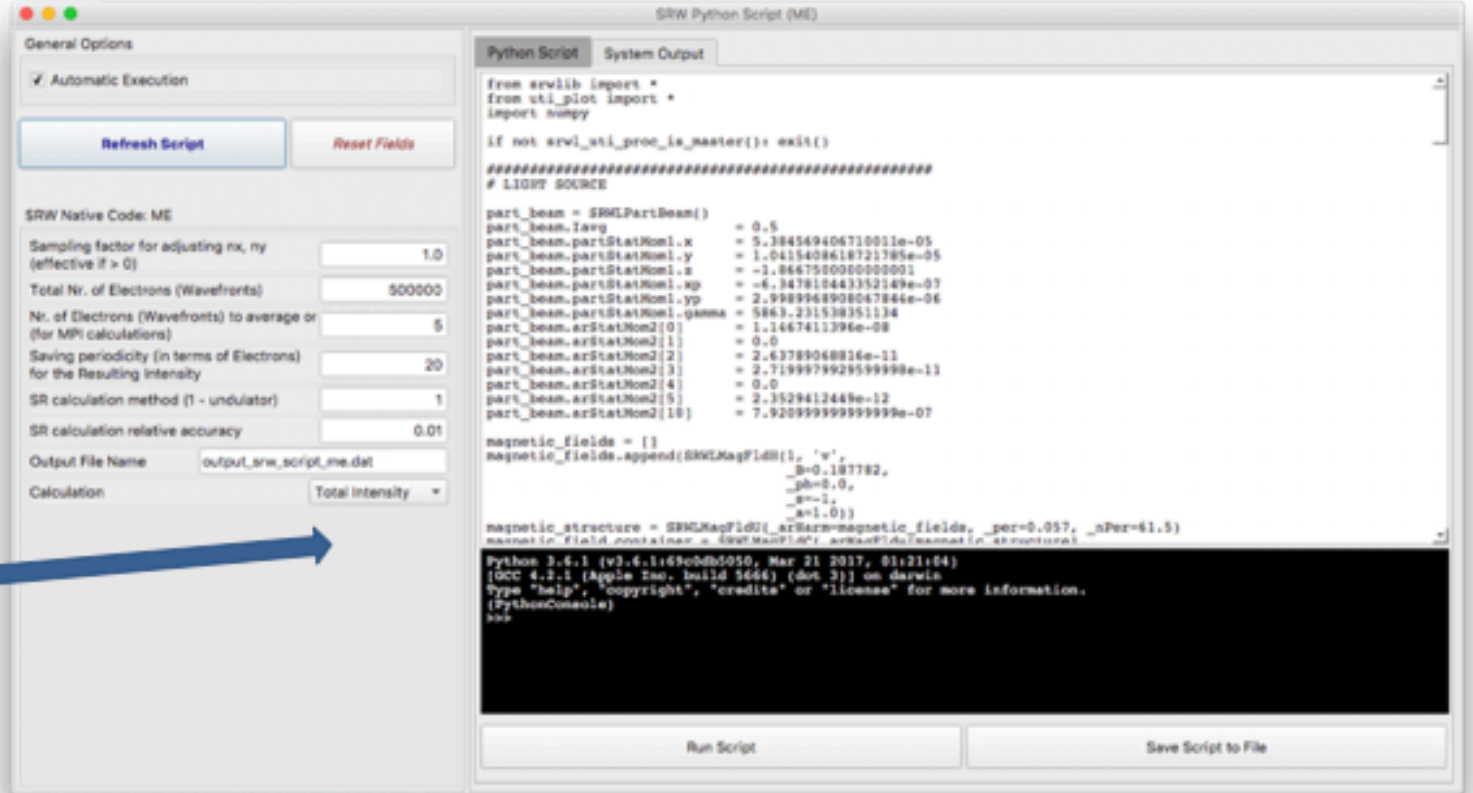 SRW Python Script (ME)
General Options
Automatic Execution
Refresh Script
Reset Fields
SRW Native Code: ME
Sampling factor for adjusting nx, ny
(effective if > 0)
1.0
Total Nr. of Electrons (Wavefronts)
500000
Nr. of Electrons (Wavefronts) to average or
(for MPI calculations)
5
Saving periodicity (in terms of Electrons)
for the Resulting Intensity
20
SR calculation method (1 - undulator)
1
SR calculation relative accuracy
0.01
Output File Name
output_srw_script_me.dat
Calculation
Total Intensity
Python Script
System Output
from srwlib import *
from uti_plot import *
import numpy
if not srwl_uti_proc_is_master(): exit()
####################################################
# LIGHT SOURCE
part_beam = SRWLPartBeam()
part_beam.Iavg = 0.5
part_beam.partStatMom1.x = 5.384569406710011e-05
part_beam.partStatMom1.y = 1.0415408618721785e-05
part_beam.partStatMom1.z = -1.8667500000000001
part_beam.partStatMom1.xp = -6.347810443352149e-07
part_beam.partStatMom1.yp = 2.9989968908067844e-06
part_beam.partStatMom1.gamma = 5863.231538351134
part_beam.arStatMom2[0] = 1.1467411396e-08
part_beam.arStatMom2[1] = 0.0
part_beam.arStatMom2[2] = 2.63789068816e-11
part_beam.arStatMom2[3] = 2.7199979929599998e-11
part_beam.arStatMom2[4] = 0.0
part_beam.arStatMom2[5] = 2.3529412449e-12
part_beam.arStatMom2[10] = 7.920999999999999e-07
magnetic_fields = []
magnetic_fields.append(SRWLMagFldH(1, 'v',
_B=0.187782,
_ph=0.0,
_s=-1,
_a=1.0))
magnetic_structure = SRWLMagFldU(_arHarm=magnetic_fields, _per=0.057, _nPer=61.5)
magnetic_field_container = SRWLMagFldC(_arMagFld=[magnetic_structure]
Python 3.6.1 (v3.6.1:69c0db5050, Mar 21 2017, 01:21:04)
[GCC 4.2.1 (Apple Inc. build 5666) (dot 3)] on darwin
Type "help", "copyright", "credits" or "license" for more information.
(PythonConsole)
>>>
Run Script
Save Script to File